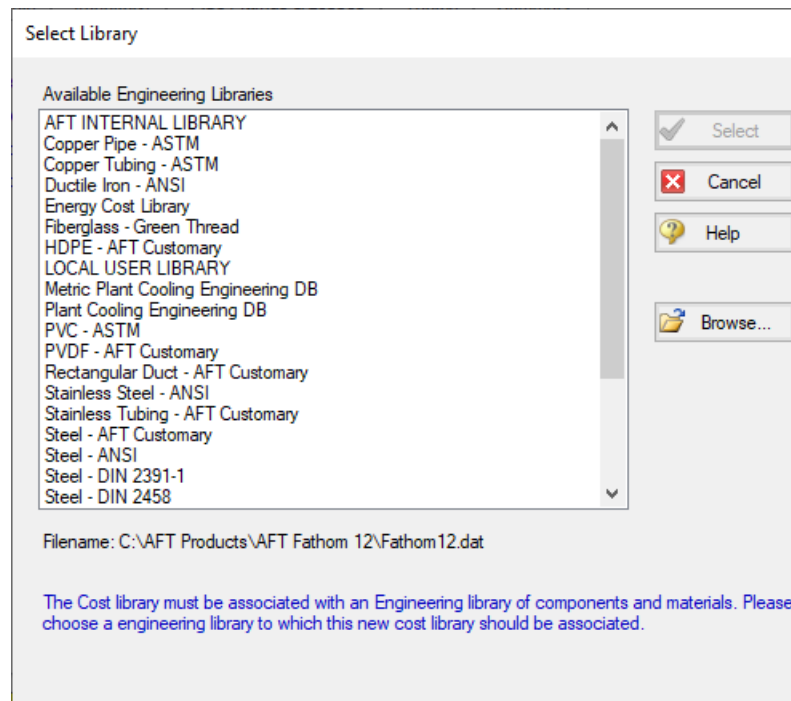 Select Library
Available Engineering Libraries
AFT INTERNAL LIBRARY
Copper Pipe - ASTM
Copper Tubing - ASTM
Ductile Iron - ANSI
Energy Cost Library
Fiberglass - Green Thread
HDPE - AFT Customary
LOCAL USER LIBRARY
Metric Plant Cooling Engineering DB
Plant Cooling Engineering DB
PVC - ASTM
PVDF - AFT Customary
Rectangular Duct - AFT Customary
Stainless Steel - ANSI
Stainless Tubing - AFT Customary
Steel - AFT Customary
Steel - ANSI
Steel - DIN 2391-1
Steel - DIN 2458
Select
Cancel
Help
Browse...
Filename: C:\AFT Products\AFT Fathom 12\Fathom12.dat
The Cost library must be associated with an Engineering library of components and materials. Please
choose a engineering library to which this new cost library should be associated.